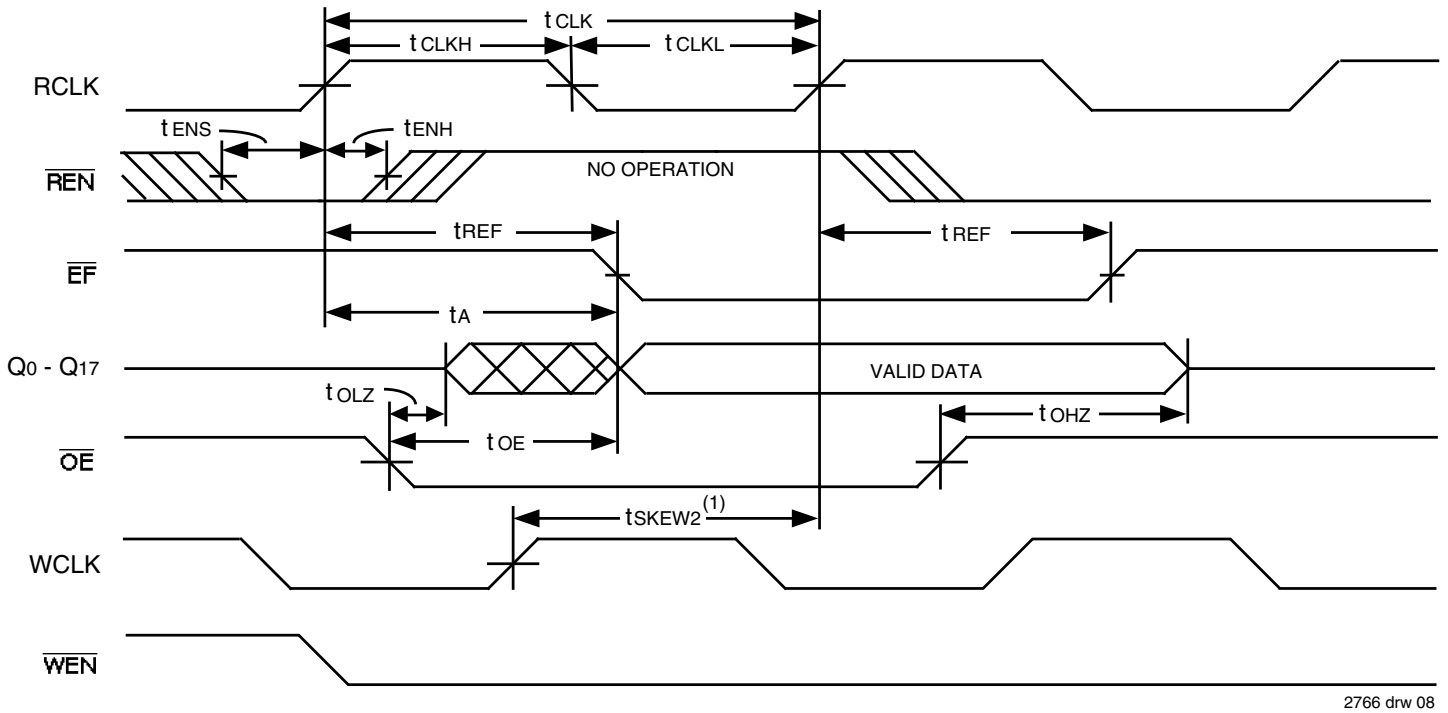 tCLK
tCLKH tCLKL
RCLK
tENS tENH
REN NO OPERATION
tREF tREF
EF
tA
Q0 - Q17 VALID DATA
tOLZ tOHZ
OE tOE
tSKEW2(1)
WCLK
WEN
2766 drw 08